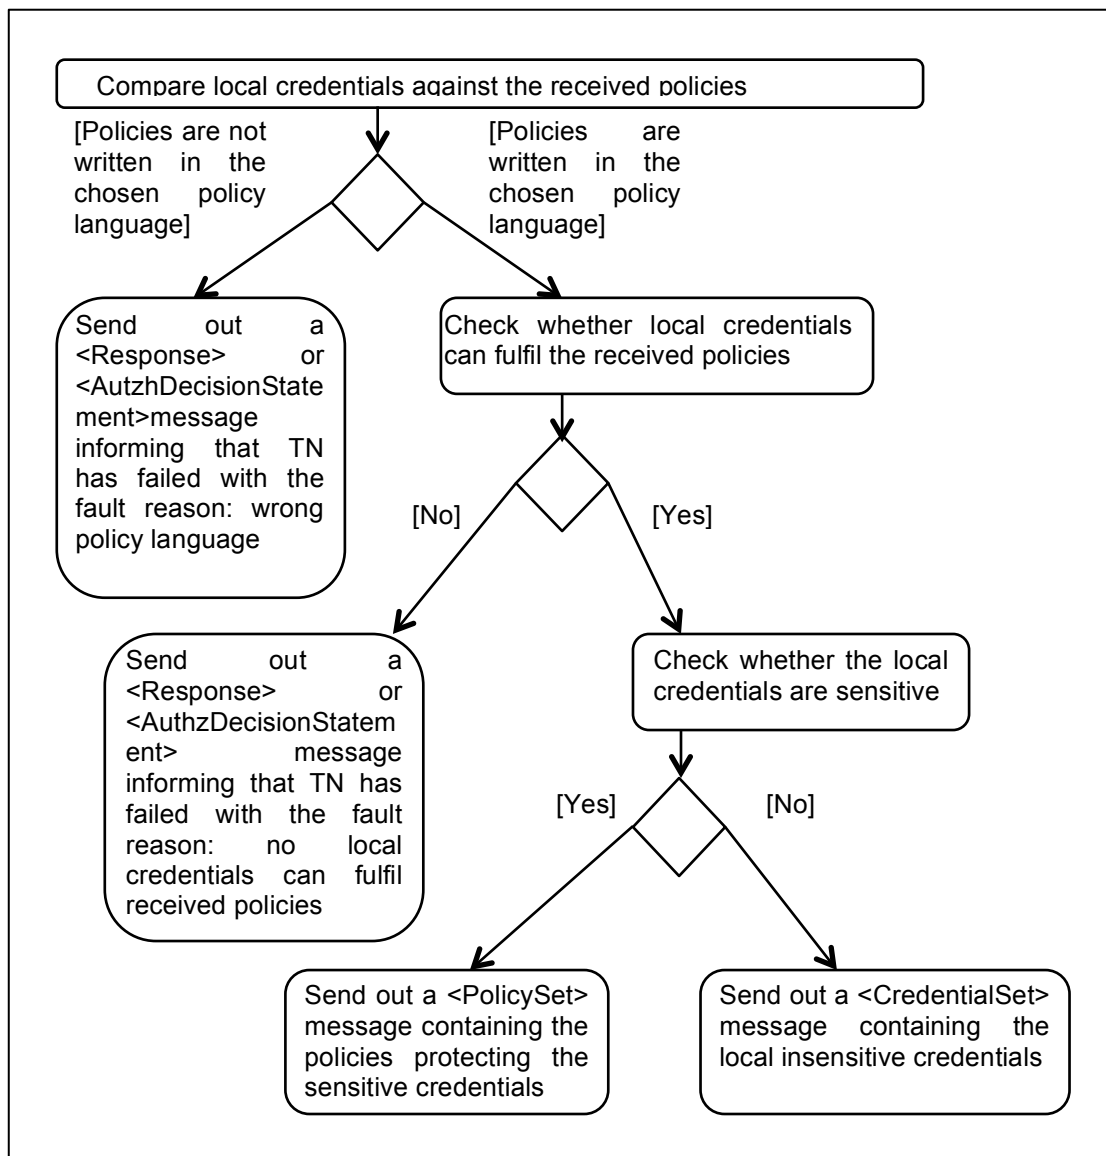 Compare local credentials against the received policies
[Policies are not
written in the
chosen policy
language]
[Policies are
written in the
chosen policy
language]
Send out a
<Response> or
<AutzhDecisionState
ment>message
informing that TN
has failed with the
fault reason: wrong
policy language
Check whether local credentials
can fulfil the received policies
[No]
[Yes]
Send out a
<Response> or
<AuthzDecisionStatem
ent> message
informing that TN has
failed with the fault
reason: no local
credentials can fulfil
received policies
Check whether the local
credentials are sensitive
[Yes]
[No]
Send out a <PolicySet>
message containing the
policies protecting the
sensitive credentials
Send out a <CredentialSet>
message containing the
local insensitive credentials